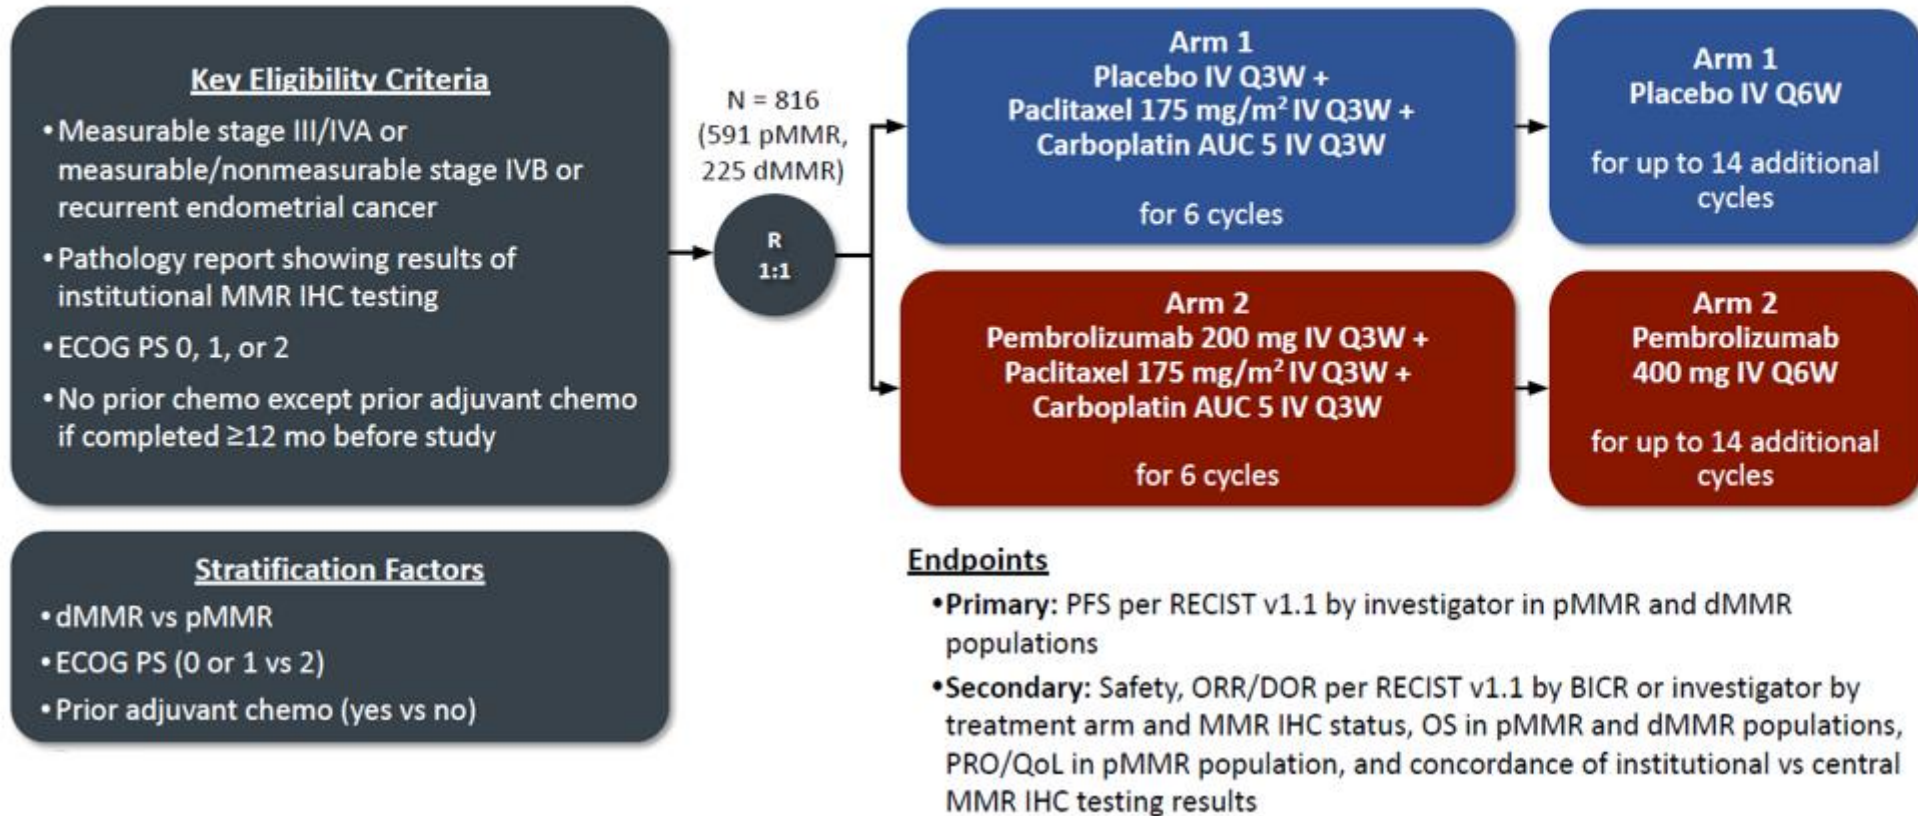 Key Eligibility Criteria
• Measurable stage III/IVA or
measurable/nonmeasurable stage IVB or
recurrent endometrial cancer
• Pathology report showing results of
institutional MMR IHC testing
• ECOG PS 0, 1, or 2
• No prior chemo except prior adjuvant chemo
if completed ≥12 mo before study
Stratification Factors
• dMMR vs pMMR
• ECOG PS (0 or 1 vs 2)
• Prior adjuvant chemo (yes vs no)
N = 816
(591 pMMR,
225 dMMR)
R
1:1
Arm 1
Placebo IV Q3W +
Paclitaxel 175 mg/m² IV Q3W +
Carboplatin AUC 5 IV Q3W
for 6 cycles
Arm 1
Placebo IV Q6W
for up to 14 additional
cycles
Arm 2
Pembrolizumab 200 mg IV Q3W +
Paclitaxel 175 mg/m² IV Q3W +
Carboplatin AUC 5 IV Q3W
for 6 cycles
Arm 2
Pembrolizumab
400 mg IV Q6W
for up to 14 additional
cycles
Endpoints
•Primary: PFS per RECIST v1.1 by investigator in pMMR and dMMR
populations
•Secondary: Safety, ORR/DOR per RECIST v1.1 by BICR or investigator by
treatment arm and MMR IHC status, OS in pMMR and dMMR populations,
PRO/QoL in pMMR population, and concordance of institutional vs central
MMR IHC testing results